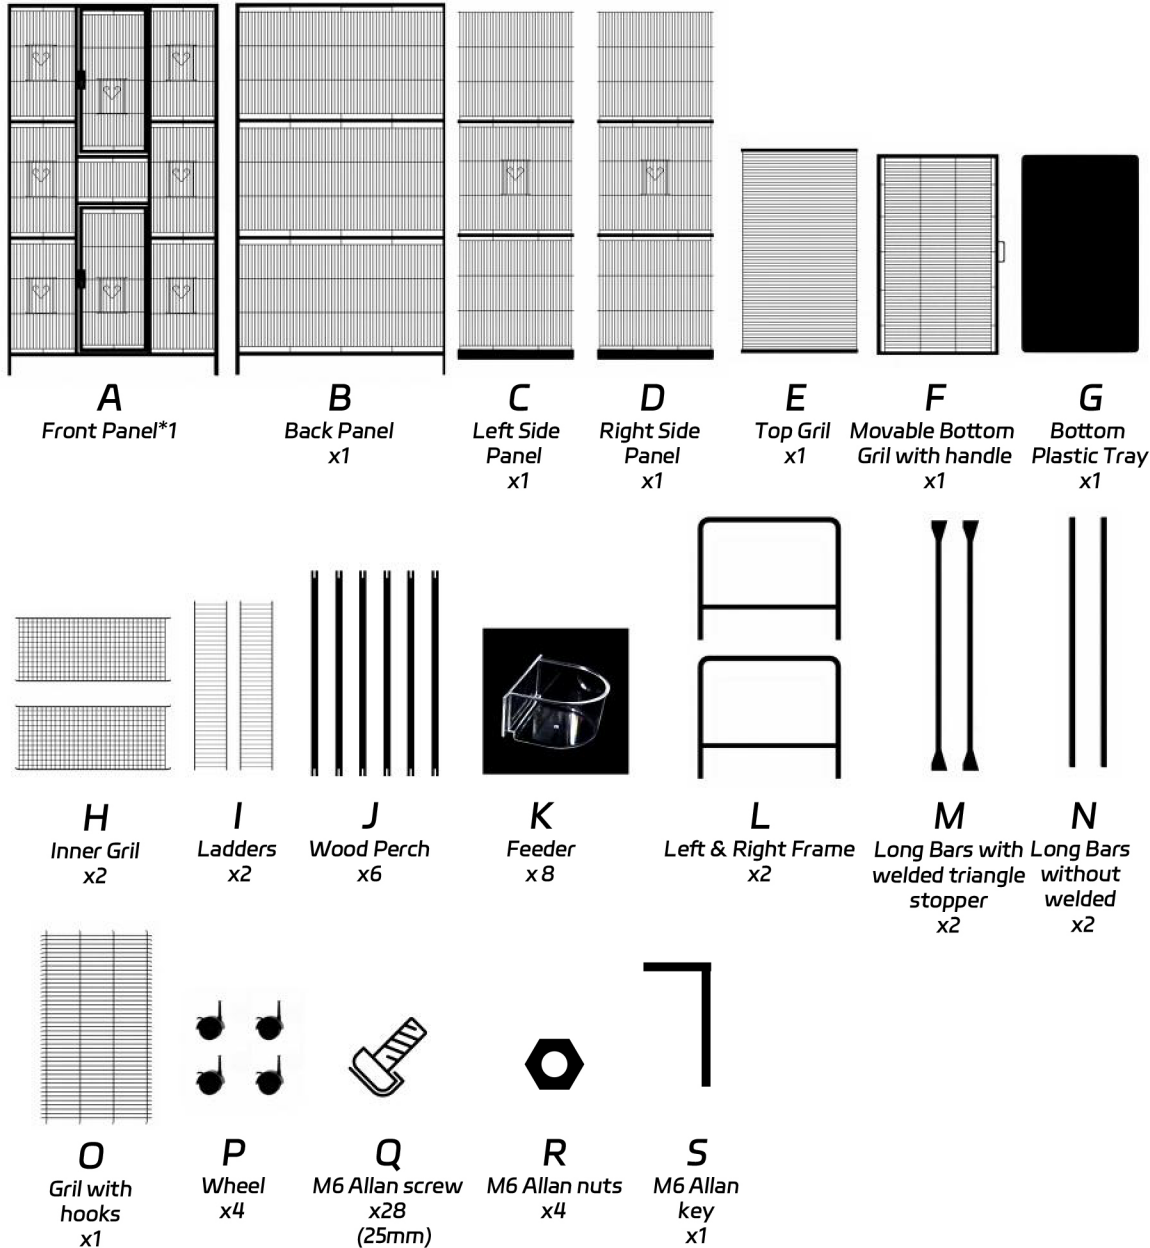 A
Front Panel*1
B
Back Panel
x1
C
Left Side
Panel
x1
D
Right Side
Panel
x1
E
Top Gril
x1
F
Movable Bottom
Gril with handle
x1
G
Bottom
Plastic Tray
x1
H
Inner Gril
x2
I
Ladders
x2
J
Wood Perch
x6
K
Feeder
x 8
L
Left & Right Frame
x2
M
Long Bars with
welded triangle
stopper
x2
N
Long Bars
without
welded
x2
O
Gril with
hooks
x1
P
Wheel
x4
Q
M6 Allan screw
x28
(25mm)
R
M6 Allan nuts
x4
S
M6 Allan
key
x1